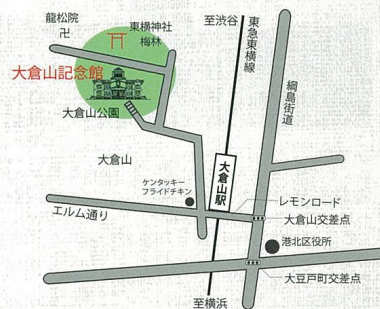 龍松院
卍
東横神社
梅林
至渋谷
東急東横線
綱島街道
大倉山記念館
大倉山公園
大倉山
ケンタッキー
フライドチキン
大倉山駅
レモンロード
エルム通り
大倉山交差点
港北区役所
大豆戸町交差点
至横浜